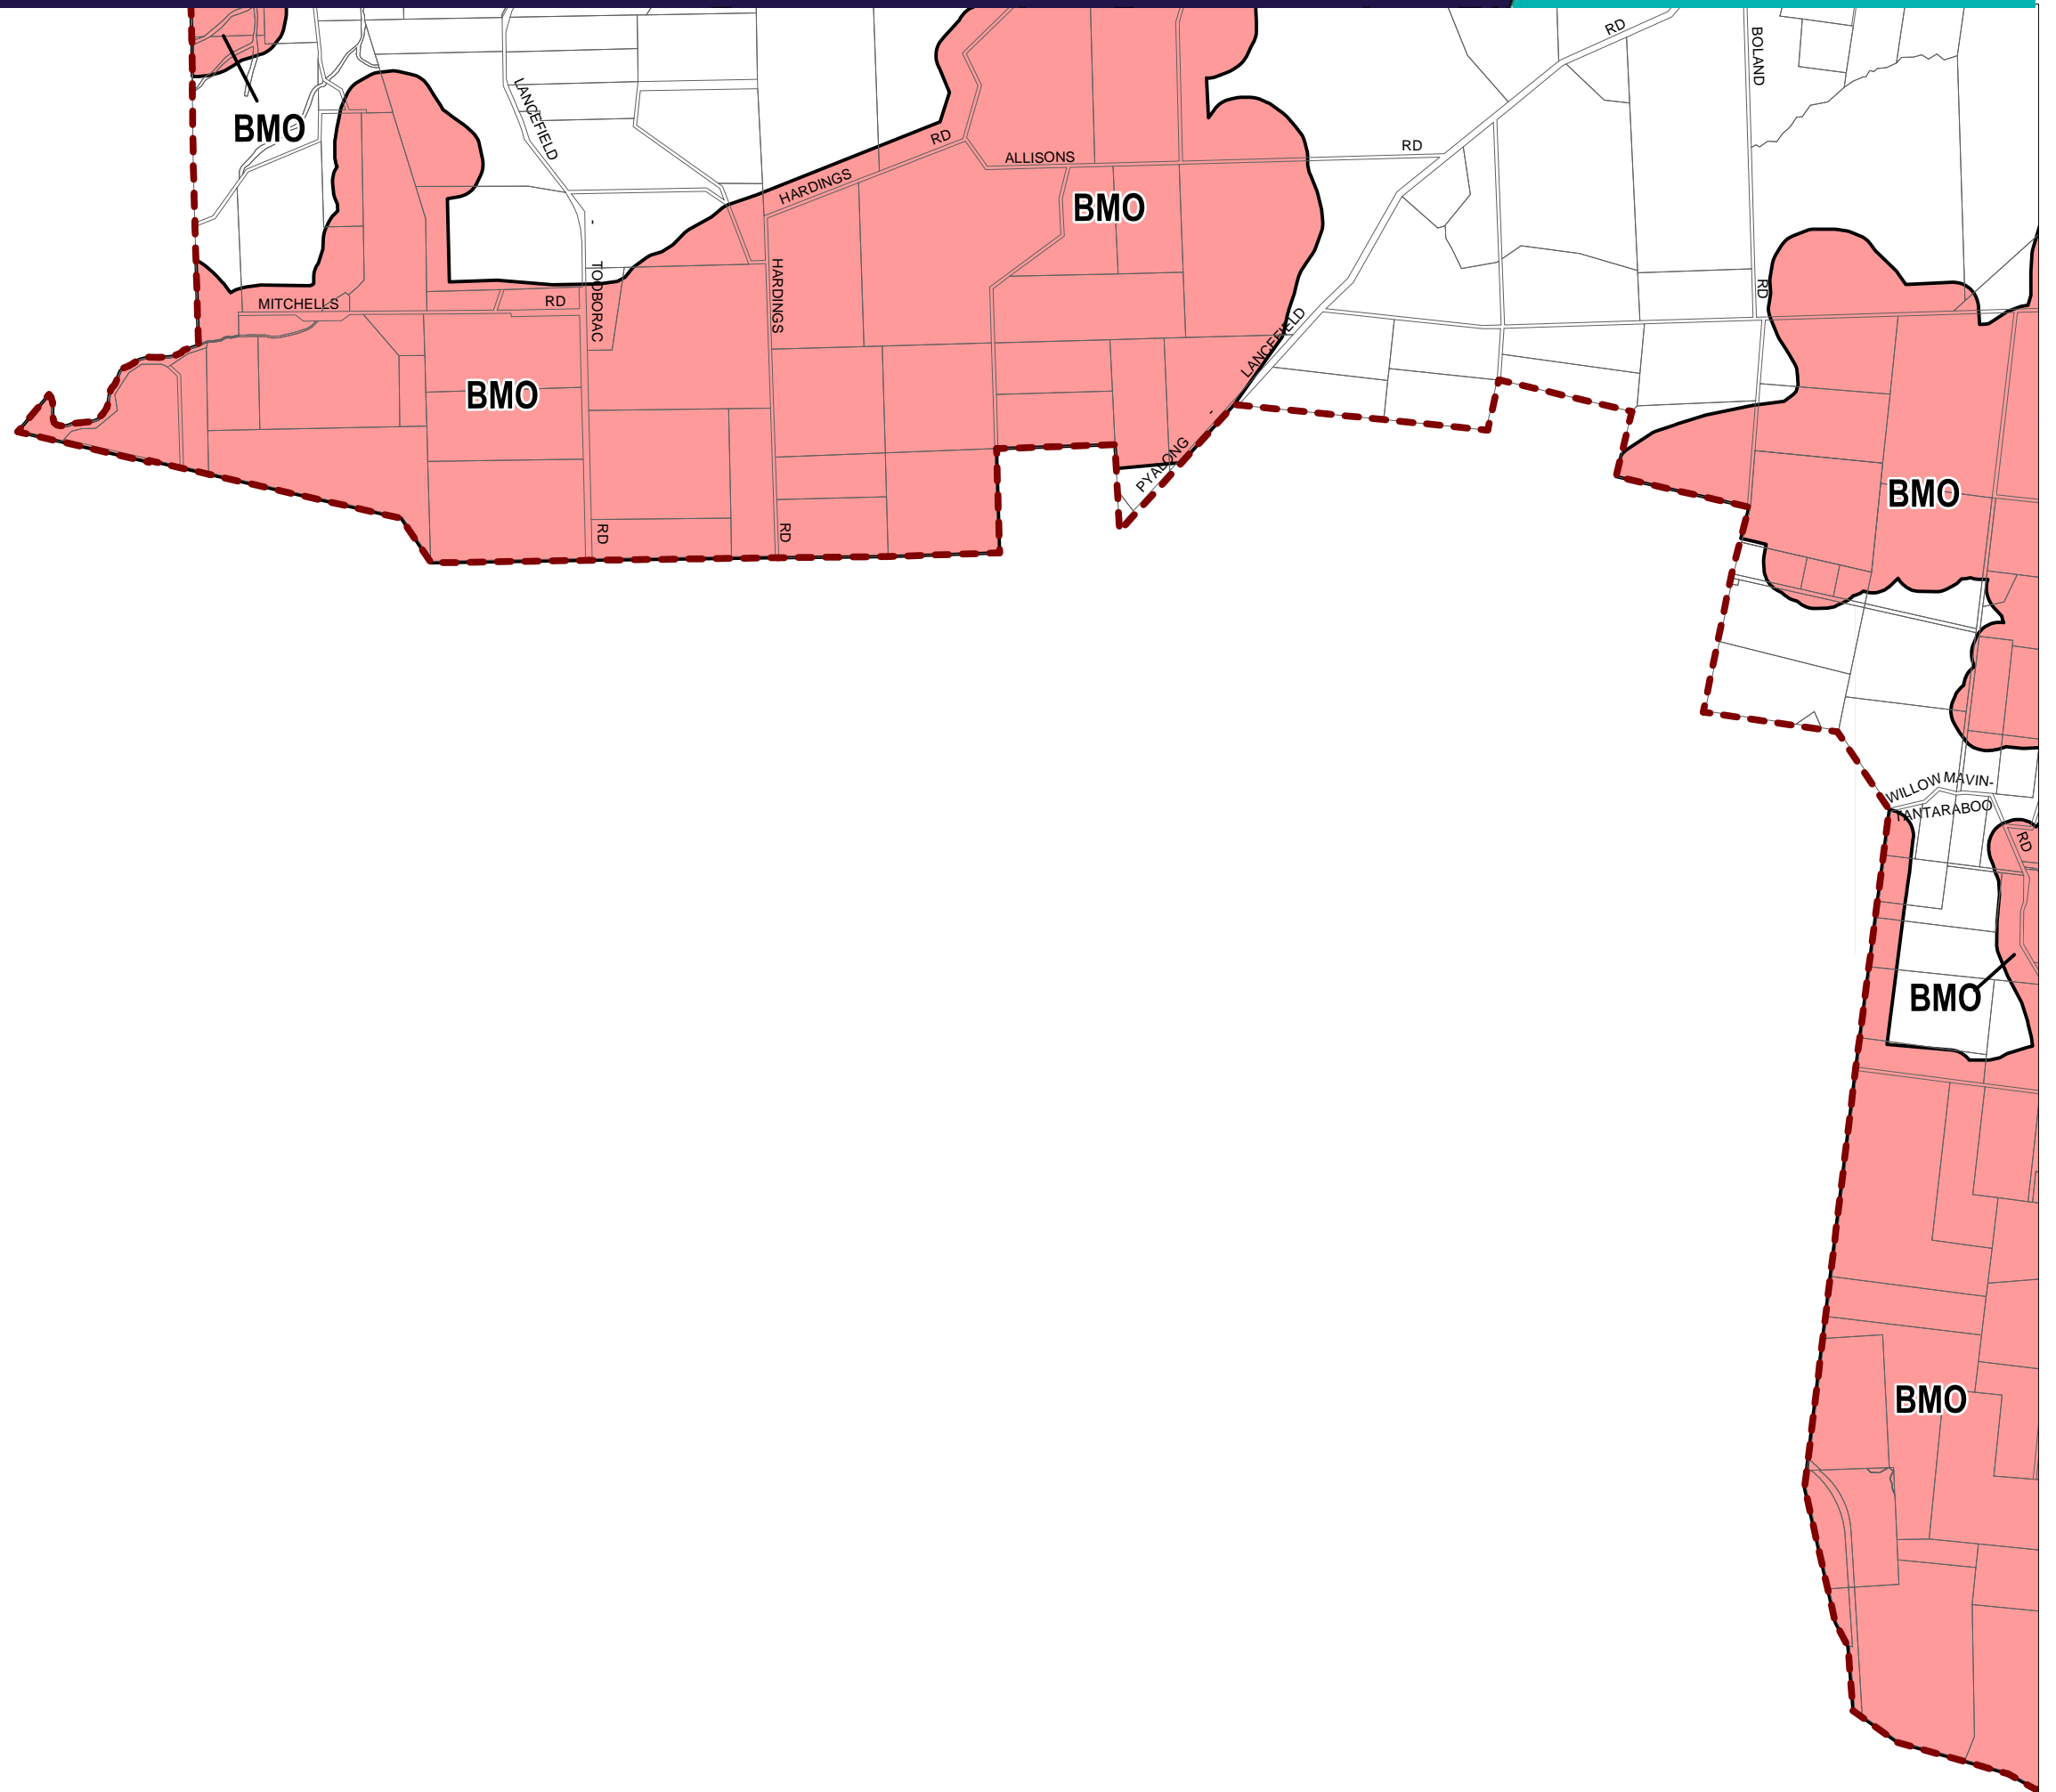 RD
BOLAND
LANCEFIELD
BMO
RD
RD
ALLISONS
HARDINGS
BMO
-
TOOBORAC
HARDINGS
RD
MITCHELLS
RD
LANCEFIELD
BMO
-
PYALONG
BMO
RD
RD
WILLOW MAVIN-
TANTARABOO
RD
BMO
BMO